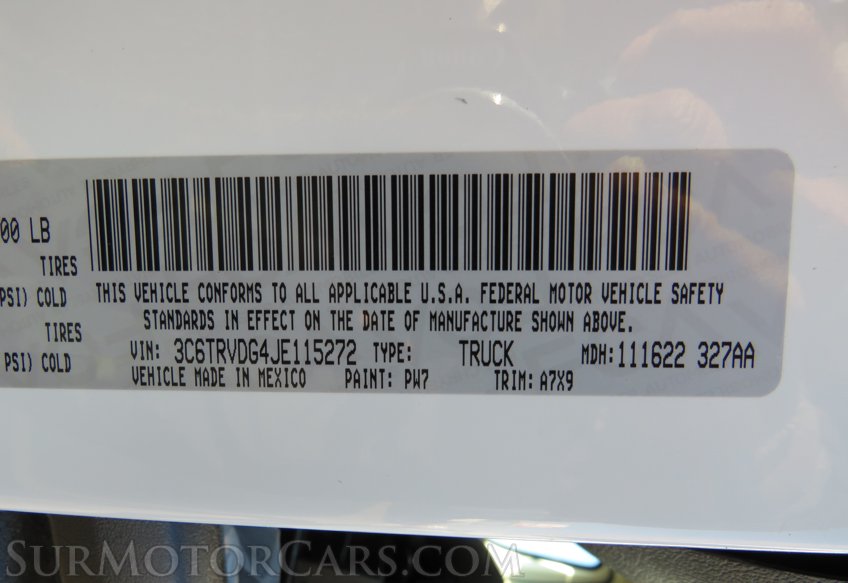 00 LB
TIRES
PSI) COLD
TIRES
PSI) COLD
THIS VEHICLE CONFORMS TO ALL APPLICABLE U.S.A. FEDERAL MOTOR VEHICLE SAFETY
STANDARDS IN EFFECT ON THE DATE OF MANUFACTURE SHOWN ABOVE.
VIN: 3C6TRVDG4JE115272 TYPE: TRUCK MDH: 111622 327AA
VEHICLE MADE IN MEXICO PAINT: PW7 TRIM: A7X9
SURMOTORCARS.COM